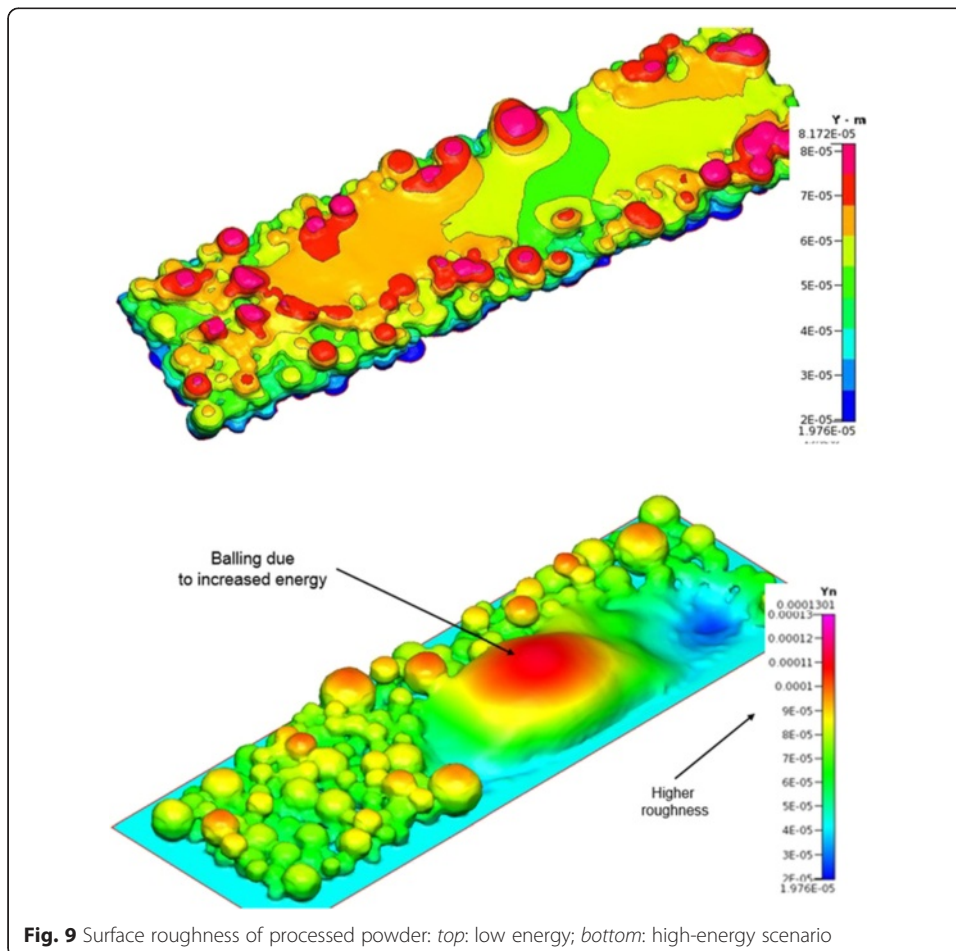 Y - m
8.172E-05
8E-05
7E-05
6E-05
5E-05
4E-05
3E-05
2E-05
1.976E-05
Balling due
to increased energy
Yn
0.0001301
0.00013
0.00012
0.00011
0.0001
9E-05
8E-05
7E-05
6E-05
5E-05
4E-05
3E-05
2E-05
1.976E-05
Higher
roughness
Fig. 9 Surface roughness of processed powder: top: low energy; bottom: high-energy scenario